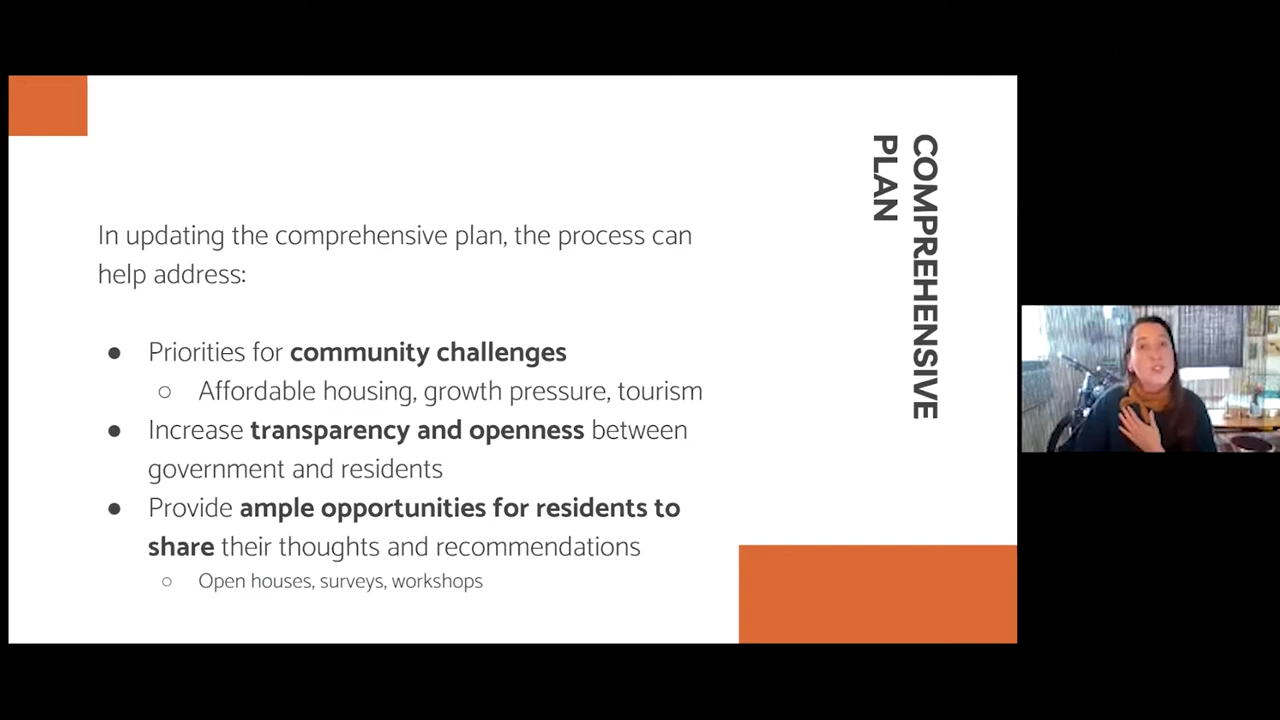 COMPREHENSIVE
PLAN
In updating the comprehensive plan, the process can
help address:
● Priorities for community challenges
○ Affordable housing, growth pressure, tourism
● Increase transparency and openness between
government and residents
● Provide ample opportunities for residents to
share their thoughts and recommendations
○ Open houses, surveys, workshops